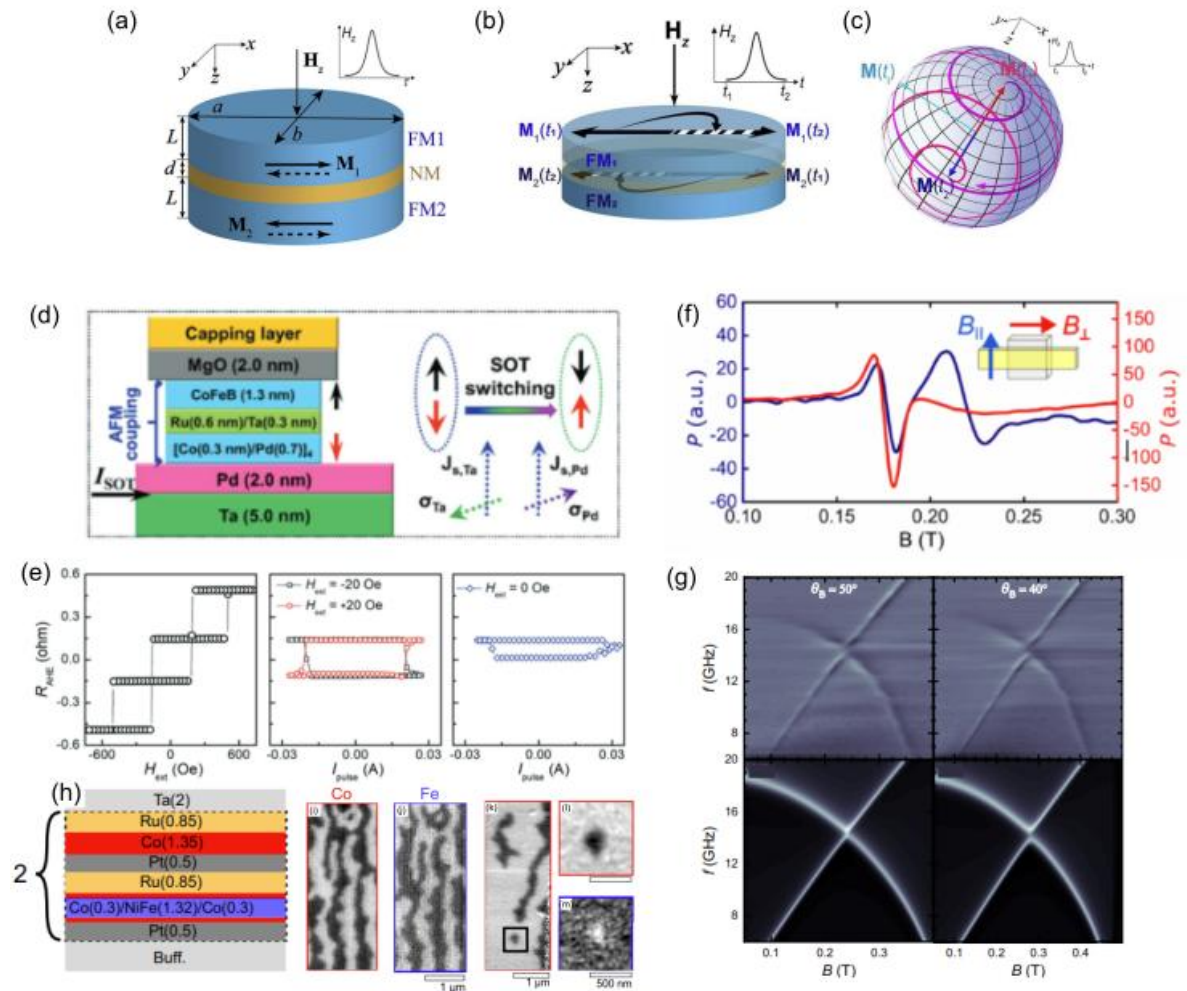 (a)
x
y
z
H_z
H_z
a
b
L
d
L
M_1
M_2
FM1
NM
FM2
(b)
x
y
z
H_z
H_z
t
t_1 t_2
M_1(t_1)
M_1(t_2)
FM_1
M_2(t_2)
M_2(t_1)
FM_2
(c)
y x
z
H_z
t
M(t_2)
(d)
Capping layer
MgO (2.0 nm)
CoFeB (1.3 nm)
Ru(0.6 nm)/Ta(0.3 nm)
[Co(0.3 nm)/Pd(0.7)]_4
Pd (2.0 nm)
Ta (5.0 nm)
AFM coupling
I_SOT
SOT
switching
J_s,Ta
J_s,Pd
σ_Ta
σ_Pd
(f)
60
40
20
0
-20
-40
-60
P (a.u.)
0.10 0.15 0.20 0.25 0.30
B (T)
150
100
50
0
-50
-100
-150
P (a.u.)
B_||
B_⊥
(e)
0.6
0.3
0.0
-0.3
-0.6
R_AHE (ohm)
-600 0 600
H_ext (Oe)
H_ext = -20 Oe
H_ext = +20 Oe
-0.03 0.00 0.03
I_pulse (A)
H_ext = 0 Oe
-0.03 0.00 0.03
I_pulse (A)
(g)
θ_B = 50°
θ_B = 40°
20
16
12
8
f (GHz)
20
16
12
8
f (GHz)
0.1 0.2 0.3
B (T)
0.1 0.2 0.3 0.4
B (T)
(h)
2
Ta(2)
Ru(0.85)
Co(1.35)
Pt(0.5)
Ru(0.85)
Co(0.3)/NiFe(1.32)/Co(0.3)
Pt(0.5)
Buff.
Co
Fe
(i)
(j)
1 µm
(k)
1 µm
(l)
(m)
500 nm